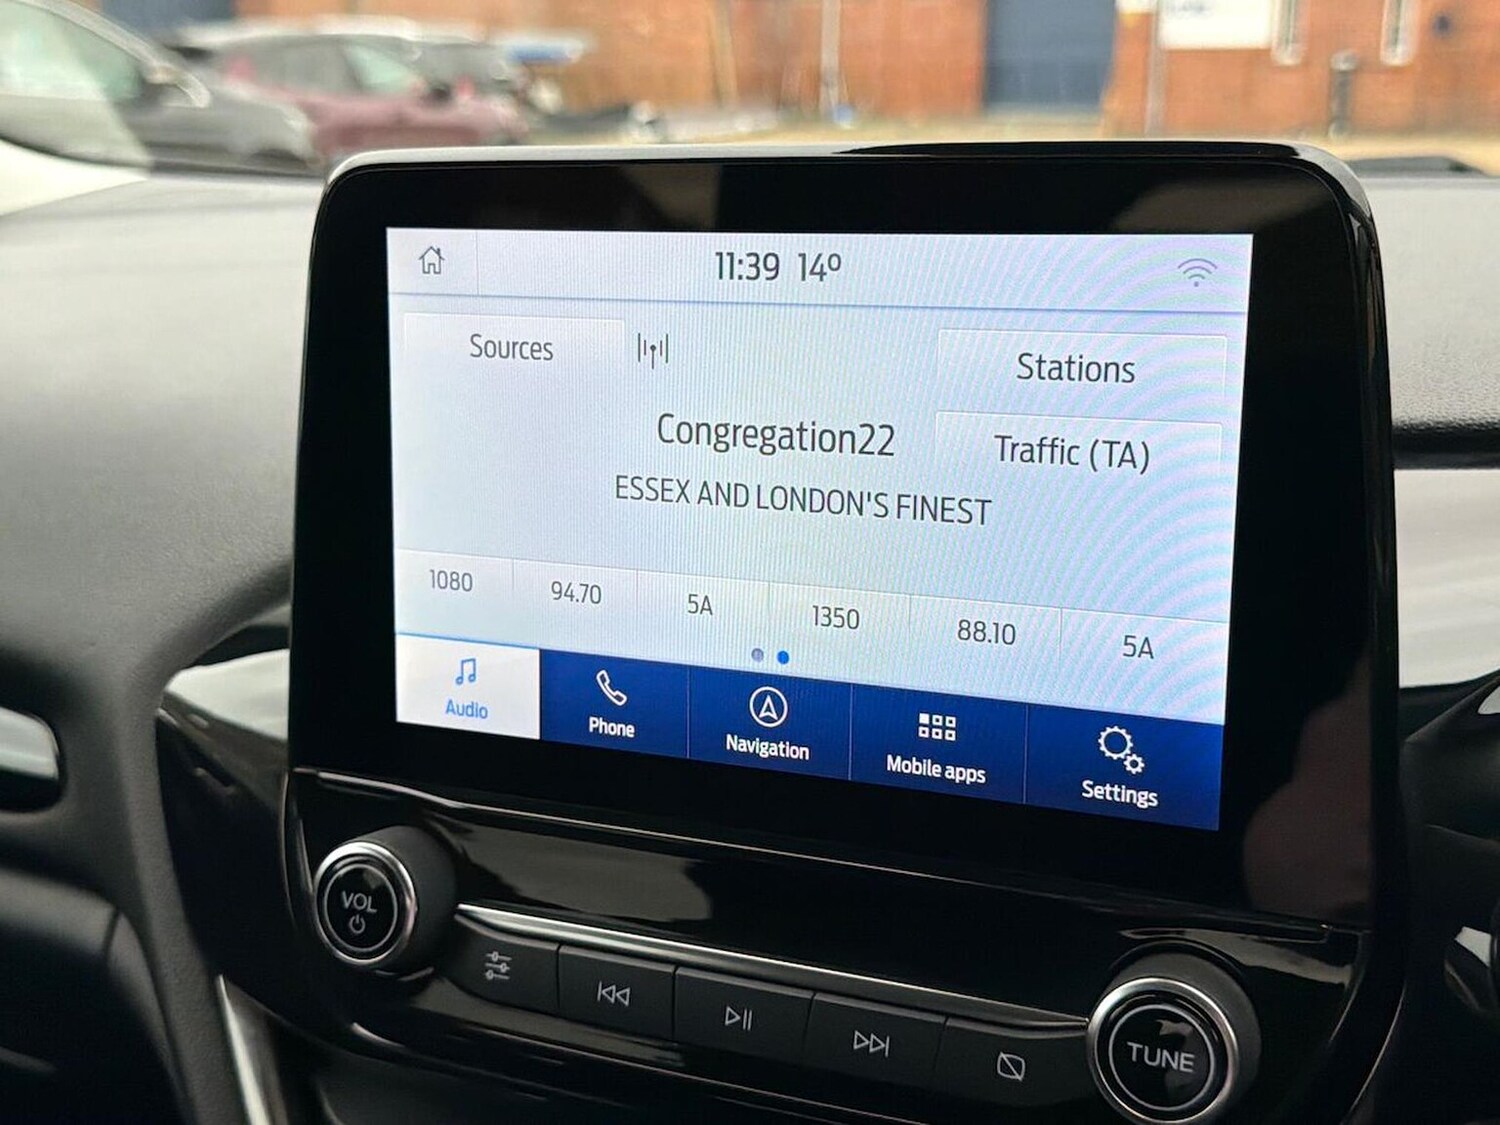 11:39 14º
Sources
Stations
Congregation22
Traffic (TA)
ESSEX AND LONDON'S FINEST
1080 94.70 5A 1350 88.10 5A
Audio Phone Navigation Mobile apps Settings
VOL
TUNE